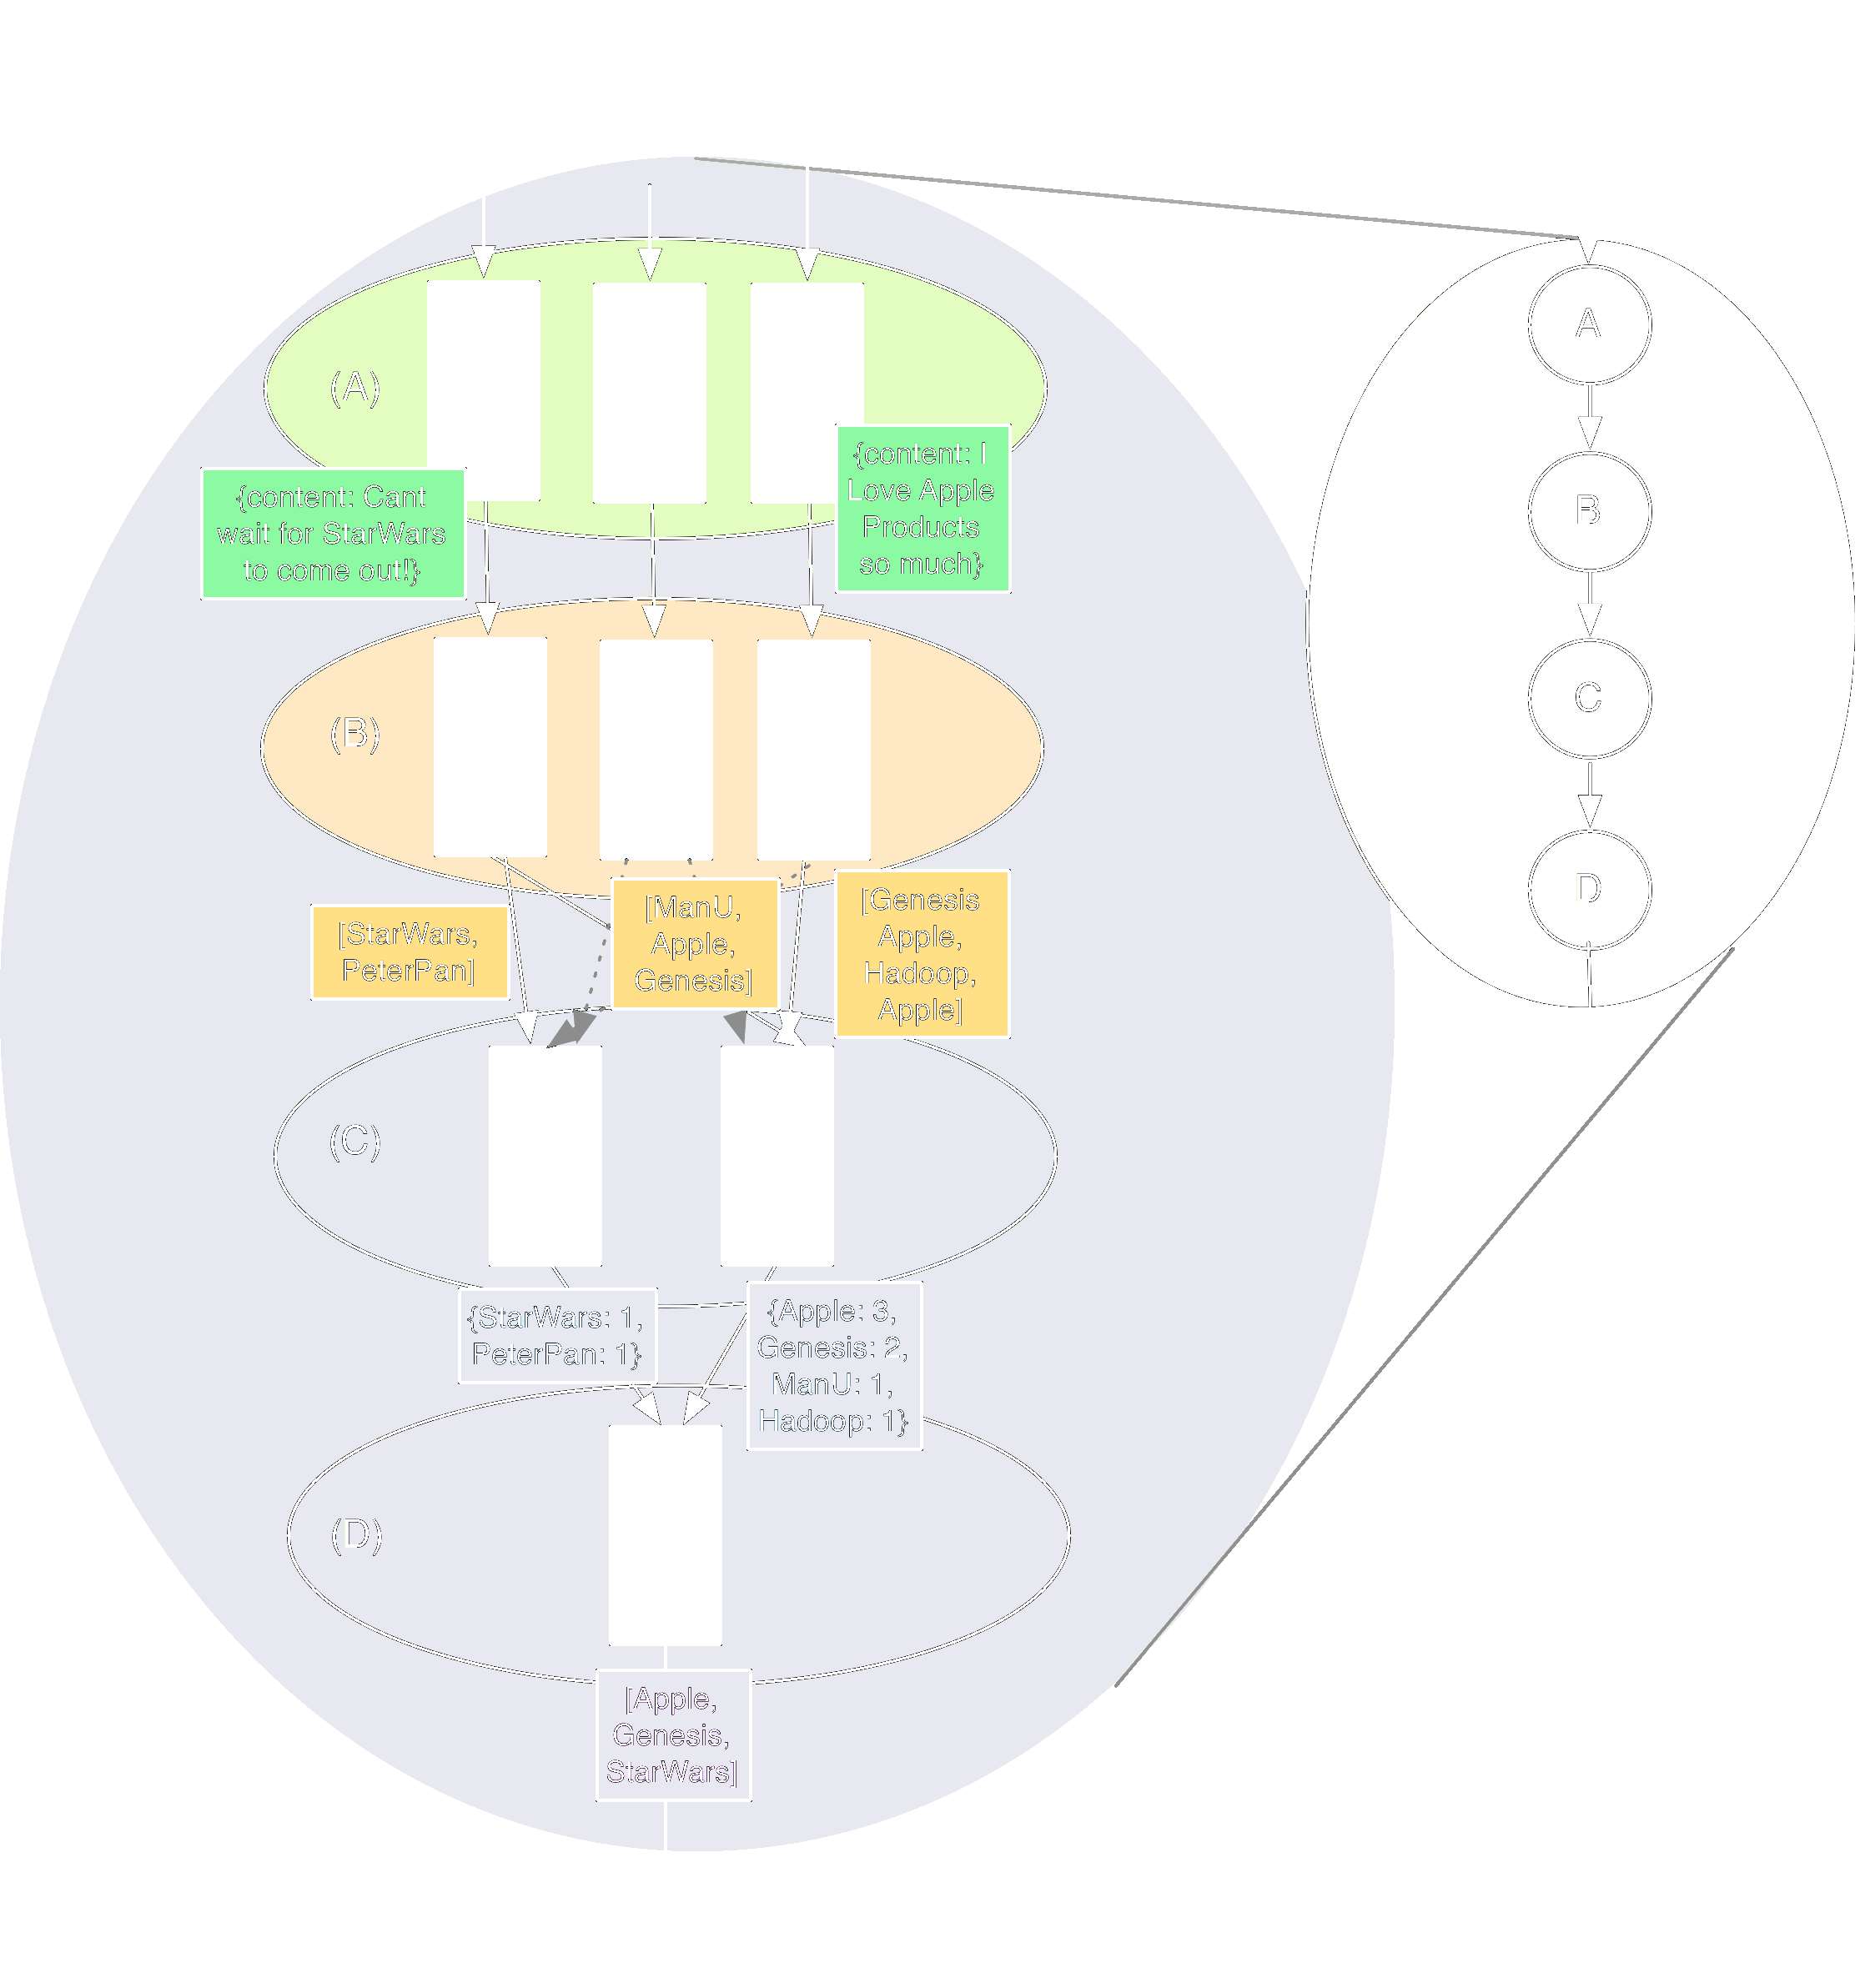 (A)
{content: Cant
wait for StarWars
to come out!}
{content: I
Love Apple
Products
so much}
(B)
[StarWars,
PeterPan]
[ManU,
Apple,
Genesis]
[Genesis
Apple,
Hadoop,
Apple]
(C)
{StarWars: 1,
PeterPan: 1}
{Apple: 3,
Genesis: 2,
ManU: 1,
Hadoop: 1}
(D)
[Apple,
Genesis,
StarWars]
A
B
C
D